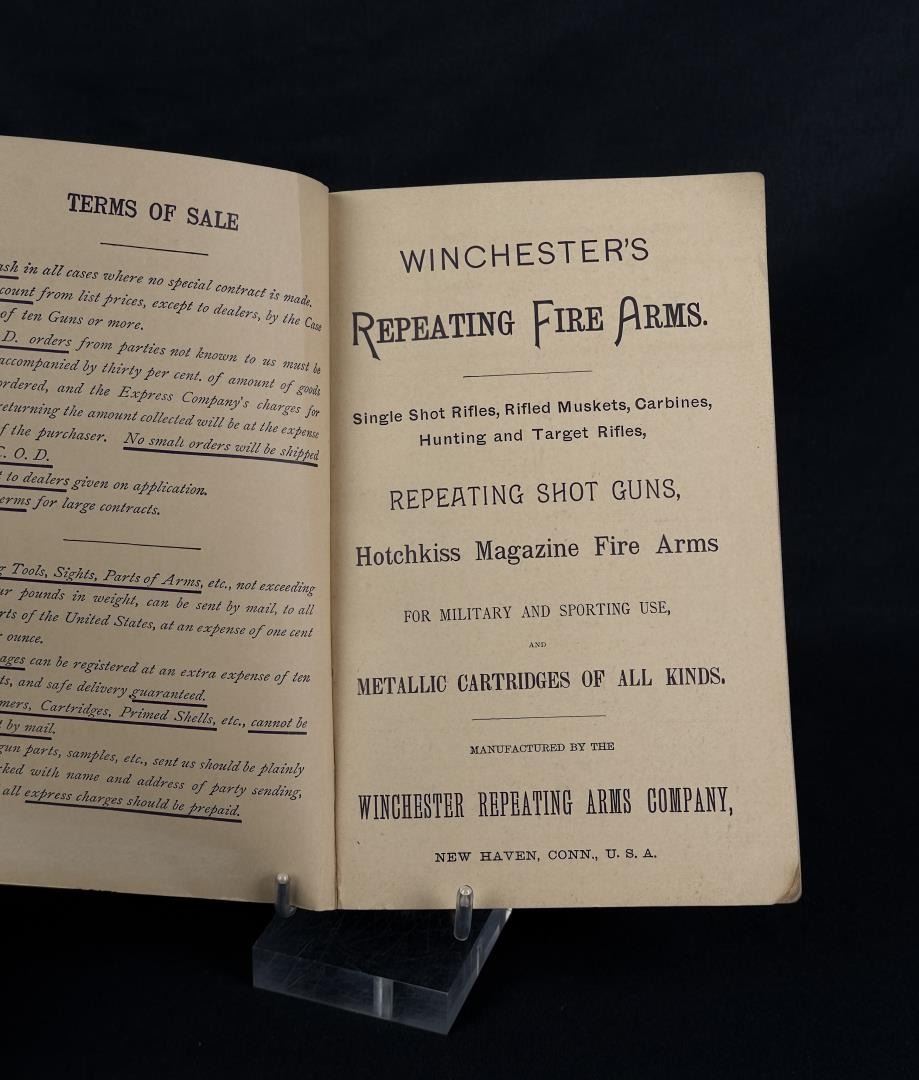 TERMS OF SALE
in all cases where no special contract is made.
from list prices, except to dealers, by the Case
of ten Guns or more.
D. orders from parties not known to us must be
accompanied by thirty per cent. of amount of goods
ordered, and the Express Company's charges for
returning the amount collected will be at the expense
of the purchaser. No small orders will be shipped
C. O. D.
to dealers given on application.
for large contracts.
Tools, Sights, Parts of Arms, etc., not exceeding
pounds in weight, can be sent by mail, to all
of the United States, at an expense of one cent
ounce.
can be registered at an extra expense of ten
and safe delivery guaranteed.
Cartridges, Primed Shells, etc., cannot be
by mail.
gun parts, samples, etc., sent us should be plainly
with name and address of party sending,
all express charges should be prepaid.
WINCHESTER'S
REPEATING FIRE ARMS.
Single Shot Rifles, Rifled Muskets, Carbines,
Hunting and Target Rifles,
REPEATING SHOT GUNS,
Hotchkiss Magazine Fire Arms
FOR MILITARY AND SPORTING USE,
AND
METALLIC CARTRIDGES OF ALL KINDS.
MANUFACTURED BY THE
WINCHESTER REPEATING ARMS COMPANY,
NEW HAVEN, CONN., U. S. A.